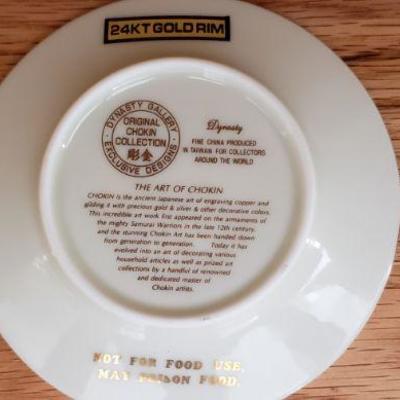 24KT GOLD RIM
DYNASTY GALLERY
ORIGINAL
CHOKIN
COLLECTION
彫金
EXCLUSIVE DESIGNS
Dynasty
FINE CHINA PRODUCED
IN TAIWAN FOR COLLECTORS
AROUND THE WORLD
THE ART OF CHOKIN
CHOKIN is the ancient Japanese art of engraving copper and
gilding it with precious gold & silver & other decorative colors.
This incredible art work first appeared on the armaments of
the mighty Samurai Warriors in the late 12th century,
and the stunning Chokin Art has been handed down
from generation to generation. Today it has
evolved into an art of decorating various
household articles as well as prized art
collections by a handful of renowned
and dedicated master of
Chokin artists.
NOT FOR FOOD USE.
MAY POISON FOOD.